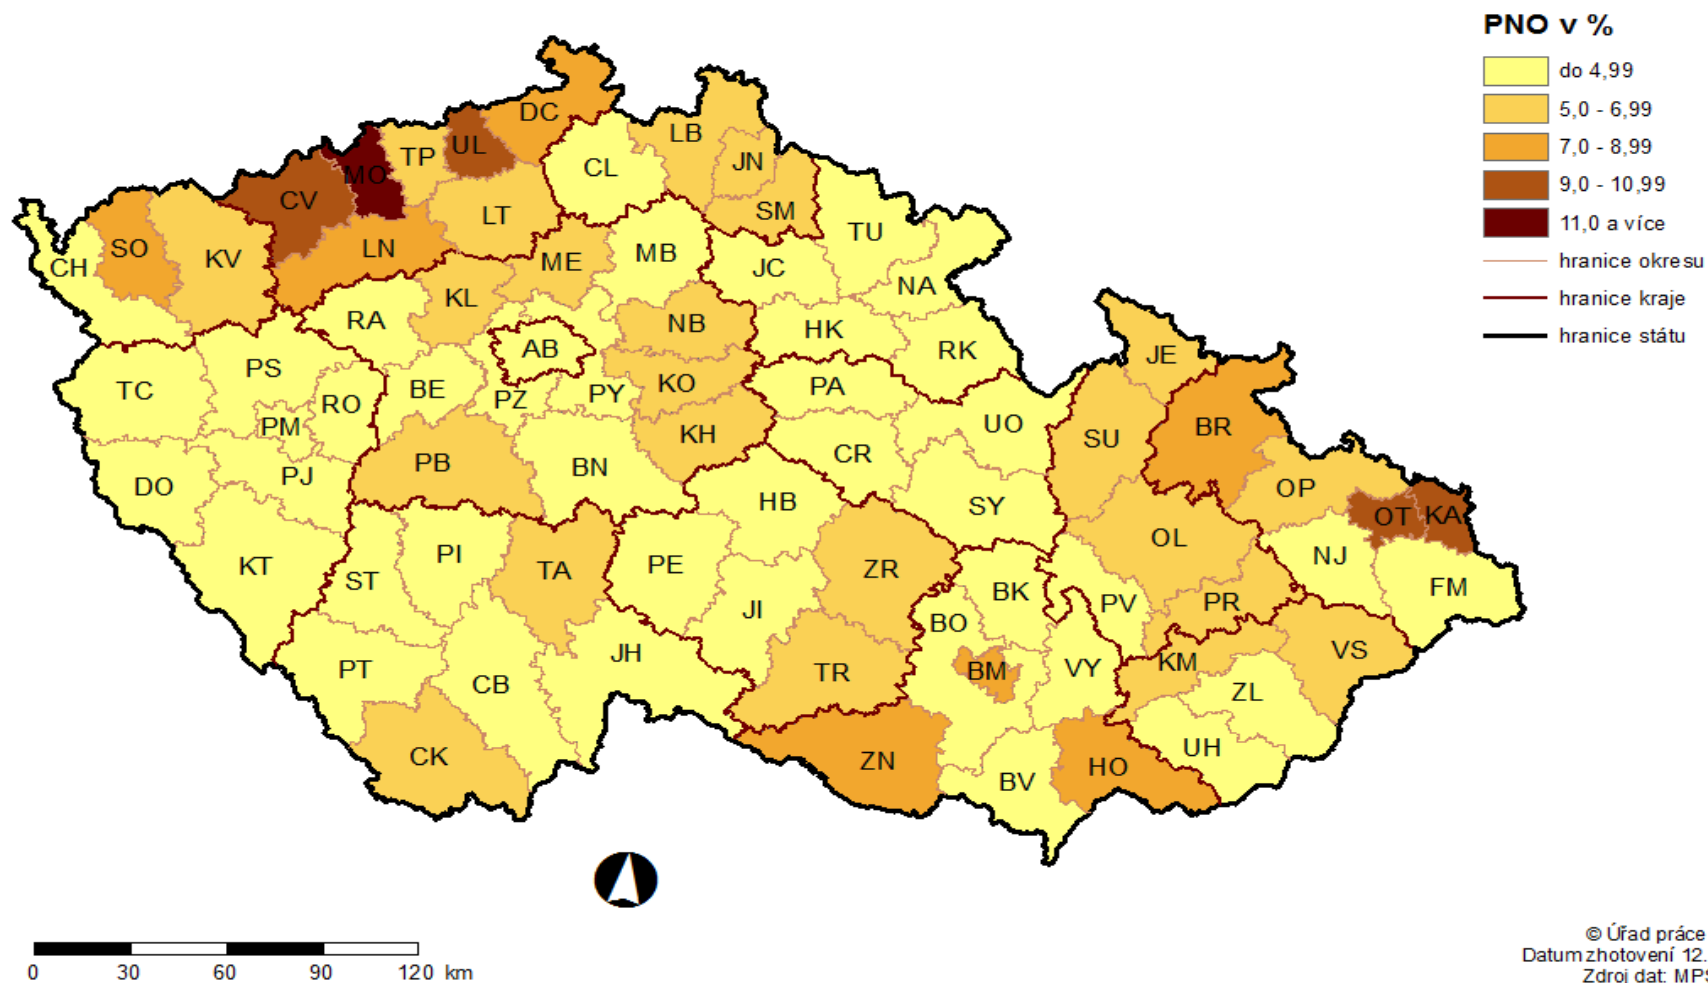 PNO v %
do 4,99
5,0 - 6,99
7,0 - 8,99
9,0 - 10,99
11,0 a více
hranice okresu
hranice kraje
hranice státu
DC
UL
TP
MO
LB
JN
CL
CV
LT
SM
SO
LN
TU
CH
KV
ME
MB
JC
NA
KL
RA
NB
HK
AB
RK
JE
PS
TC
BE
PZ
PY
KO
PA
RO
PM
UO
BR
KH
SU
PB
BN
CR
PJ
DO
HB
SY
OP
OT
KA
OL
NJ
PI
KT
ST
TA
PE
ZR
FM
BK
PV
PR
JI
BO
JH
VS
KM
PT
TR
BM
VY
CB
ZL
UH
CK
ZN
BV
HO
0 30 60 90 120 km
© Úřad práce
Datum zhotovení 12.
Zdroj dat: MPS